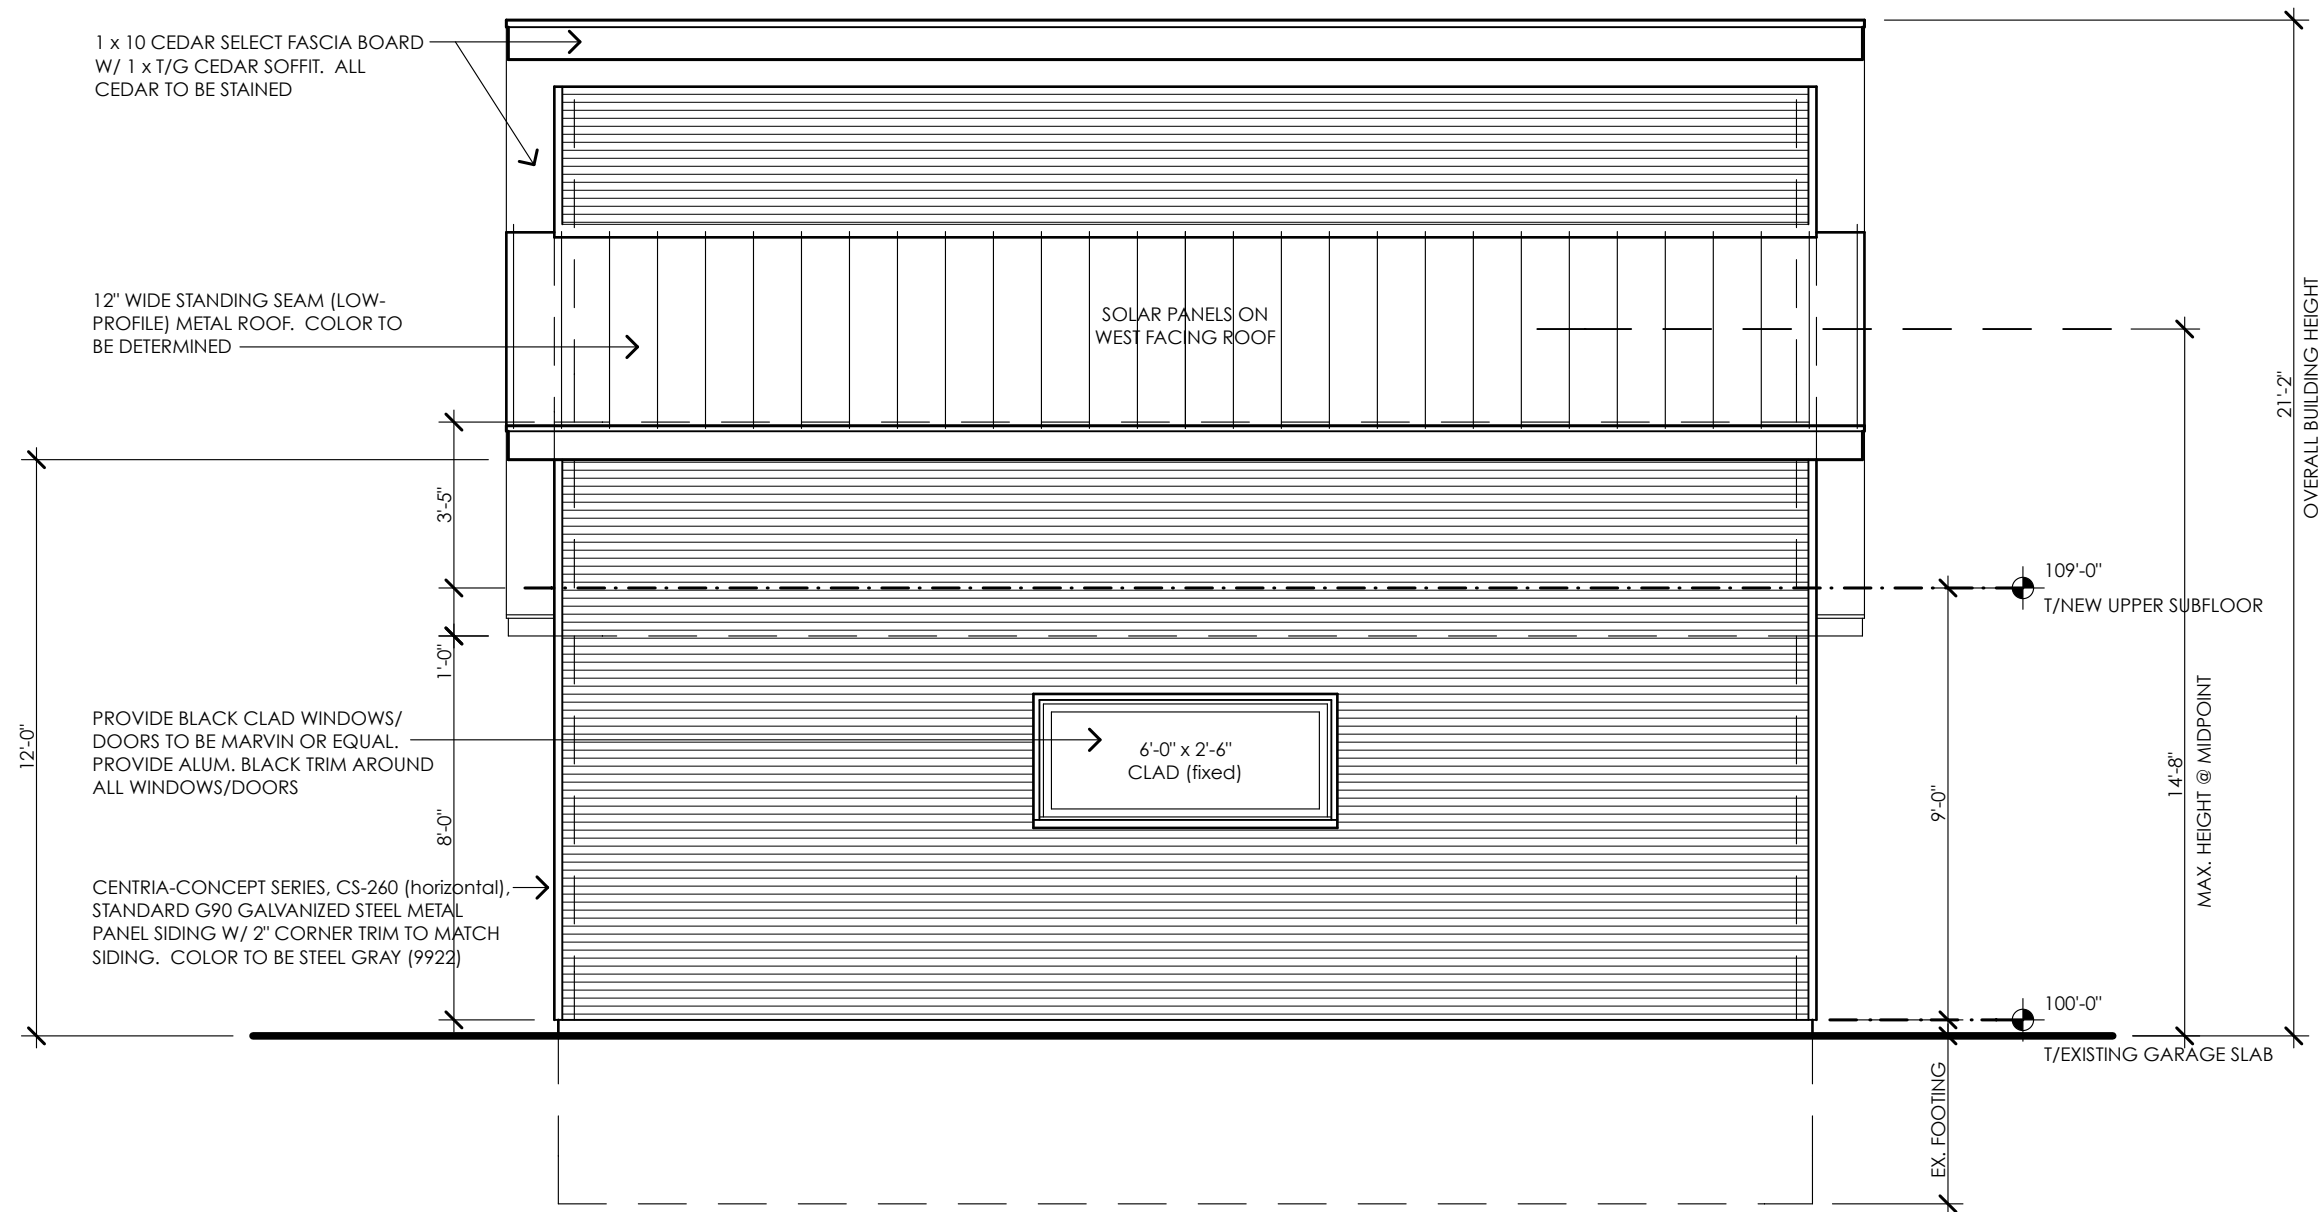 1 x 10 CEDAR SELECT FASCIA BOARD
W/ 1 x T/G CEDAR SOFFIT.  ALL
CEDAR TO BE STAINED
12" WIDE STANDING SEAM (LOW-
PROFILE) METAL ROOF.  COLOR TO
BE DETERMINED
SOLAR PANELS ON
WEST FACING ROOF
3'-5"
1'-0"
8'-0"
12'-0"
PROVIDE BLACK CLAD WINDOWS/
DOORS TO BE MARVIN OR EQUAL.
PROVIDE ALUM. BLACK TRIM AROUND
ALL WINDOWS/DOORS
6'-0" x 2'-6"
CLAD (fixed)
CENTRIA-CONCEPT SERIES, CS-260 (horizontal),
STANDARD G90 GALVANIZED STEEL METAL
PANEL SIDING W/ 2" CORNER TRIM TO MATCH
SIDING.  COLOR TO BE STEEL GRAY (9922)
109'-0"
T/NEW UPPER SUBFLOOR
9'-0"
100'-0"
T/EXISTING GARAGE SLAB
EX. FOOTING
14'-8"
MAX. HEIGHT @ MIDPOINT
21'-2"
OVERALL BUILDING HEIGHT